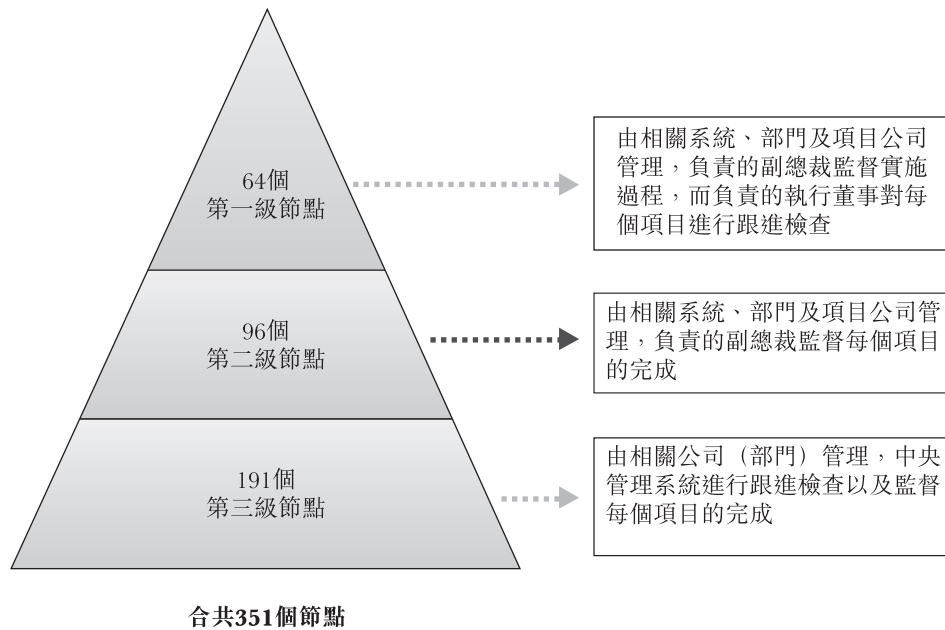 64個
第一級節點
由相關系統、部門及項目公司
管理，負責的副總裁監督實施
過程，而負責的執行董事對每
個項目進行跟進檢查
96個
第二級節點
由相關系統、部門及項目公司管
理，負責的副總裁監督每個項目
的完成
191個
第三級節點
由相關公司（部門）管理，中央
管理系統進行跟進檢查以及監督
每個項目的完成
合共351個節點